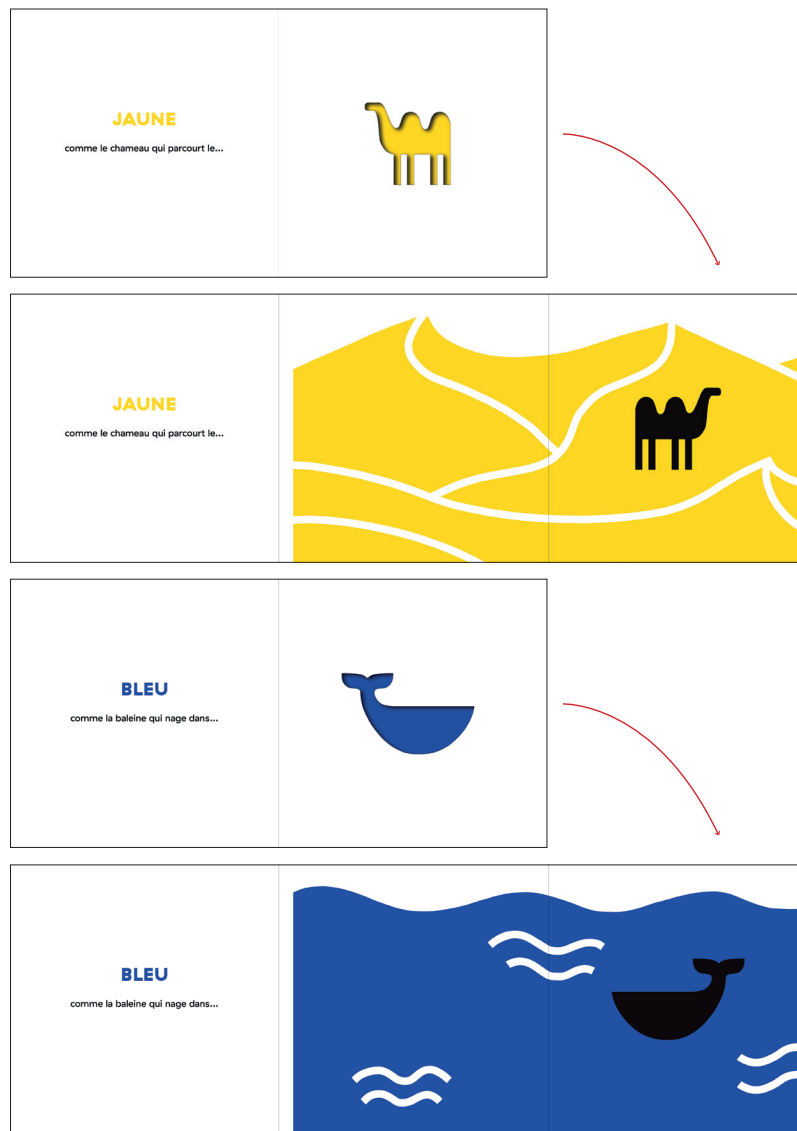 JAUNE
comme le chameau qui parcourt le...
JAUNE
comme le chameau qui parcourt le...
BLEU
comme la baleine qui nage dans...
BLEU
comme la baleine qui nage dans...